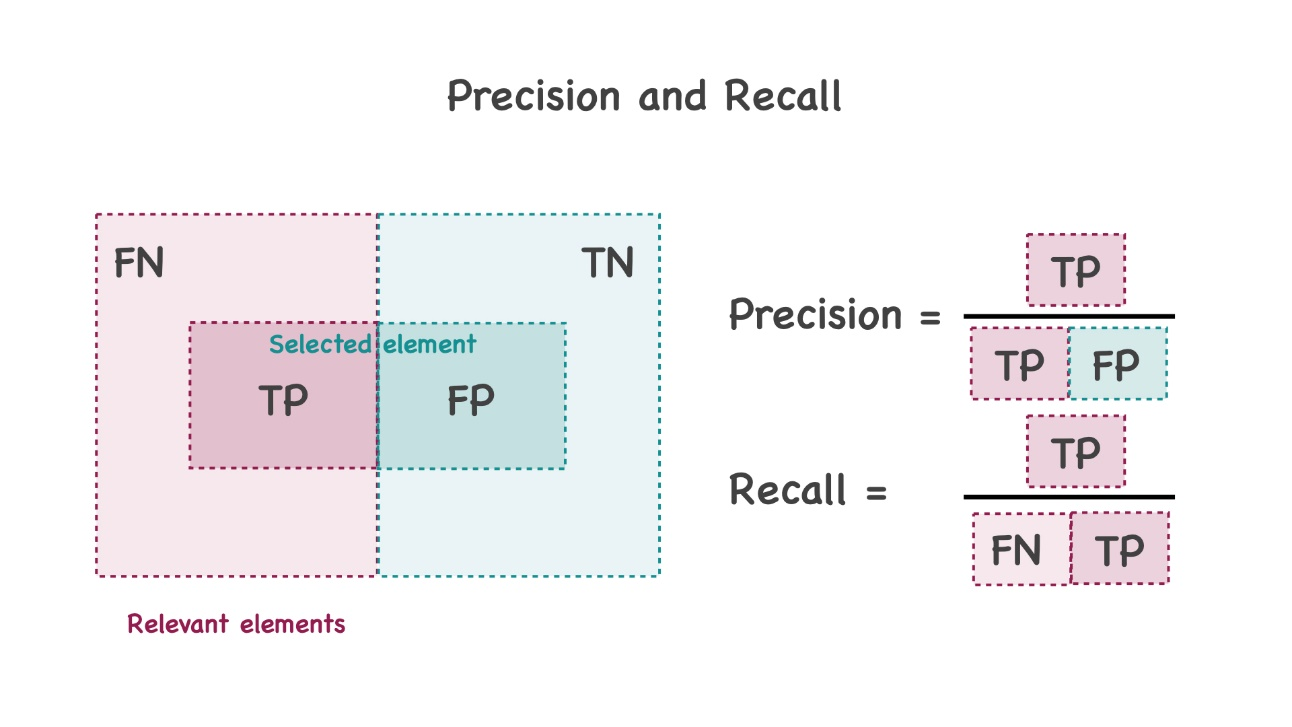 Precision and Recall
FN
TN
Selected element
TP
FP
Relevant elements
Precision =
TP
TP FP
Recall =
TP
FN TP